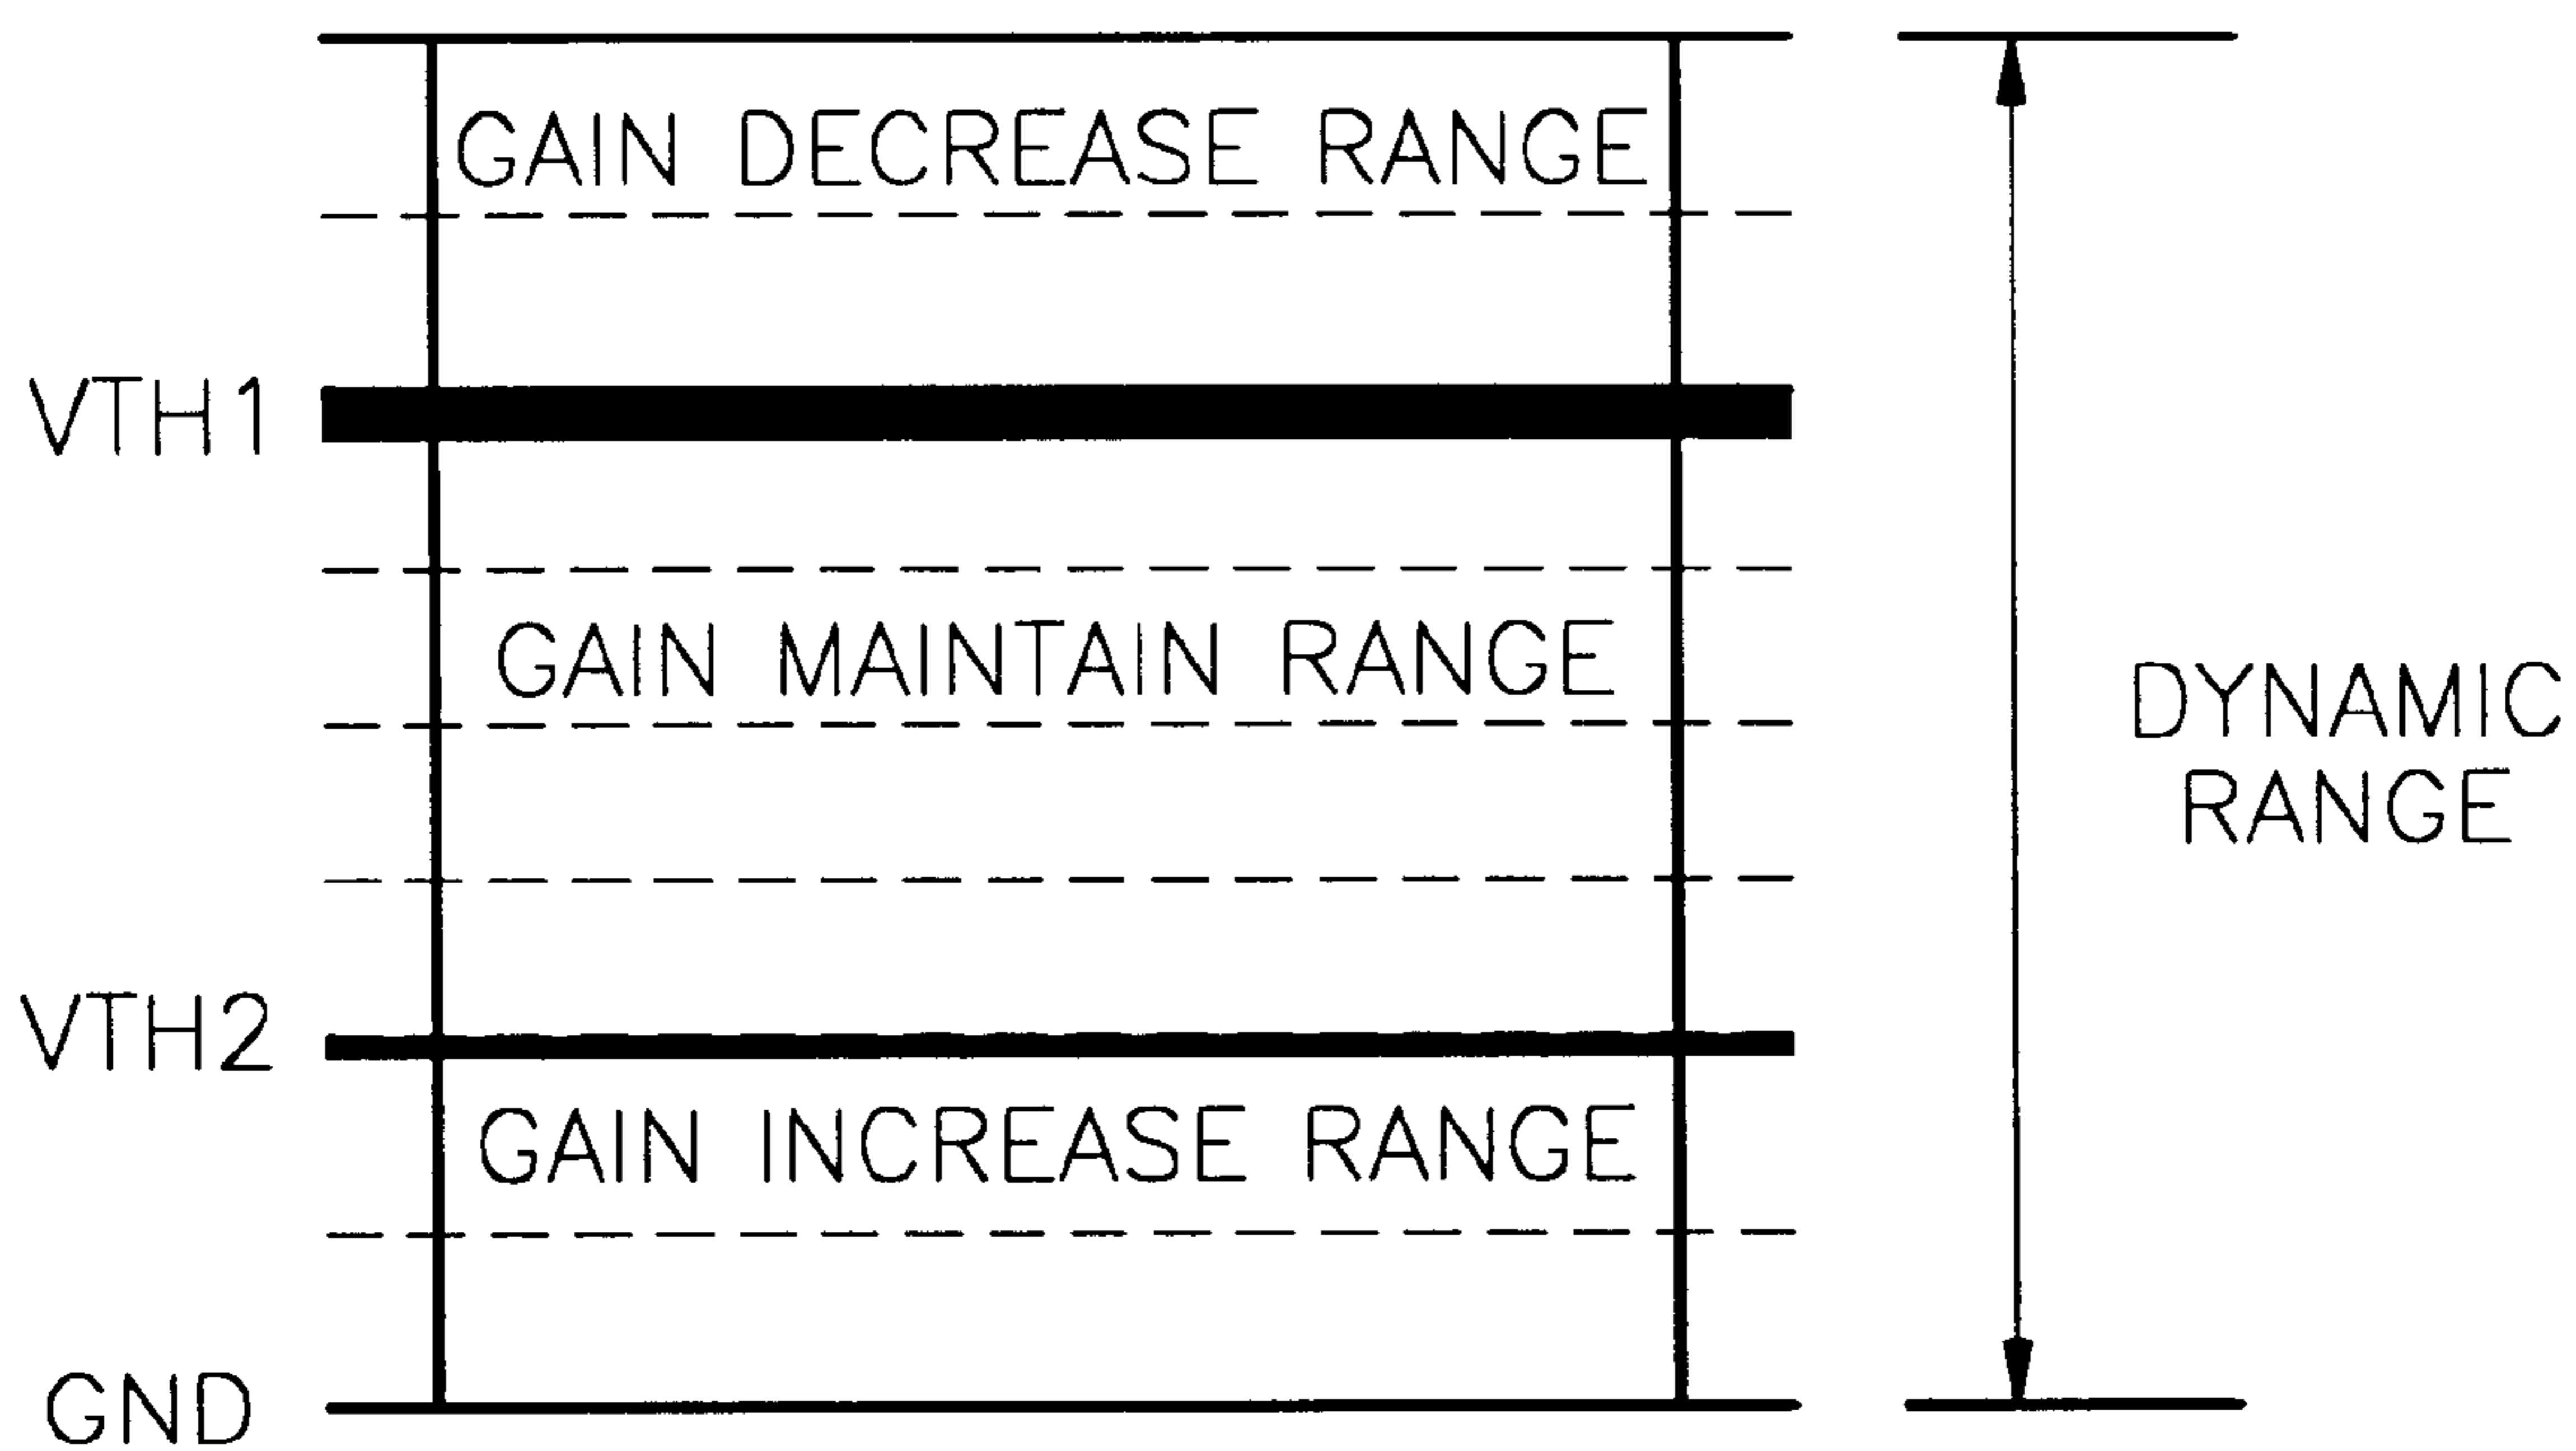 GAIN DECREASE RANGE
VTH1
GAIN MAINTAIN RANGE
DYNAMIC
RANGE
VTH2
GAIN INCREASE RANGE
GND